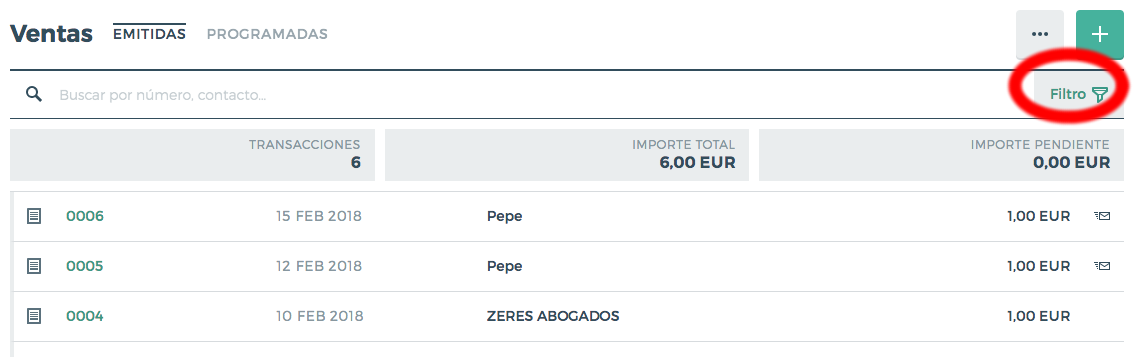 Ventas EMITIDAS PROGRAMADAS
Buscar por número, contacto... Filtro
TRANSACCIONES IMPORTE TOTAL IMPORTE PENDIENTE
6 6,00 EUR 0,00 EUR
0006 15 FEB 2018 Pepe 1,00 EUR
0005 12 FEB 2018 Pepe 1,00 EUR
0004 10 FEB 2018 ZERES ABOGADOS 1,00 EUR